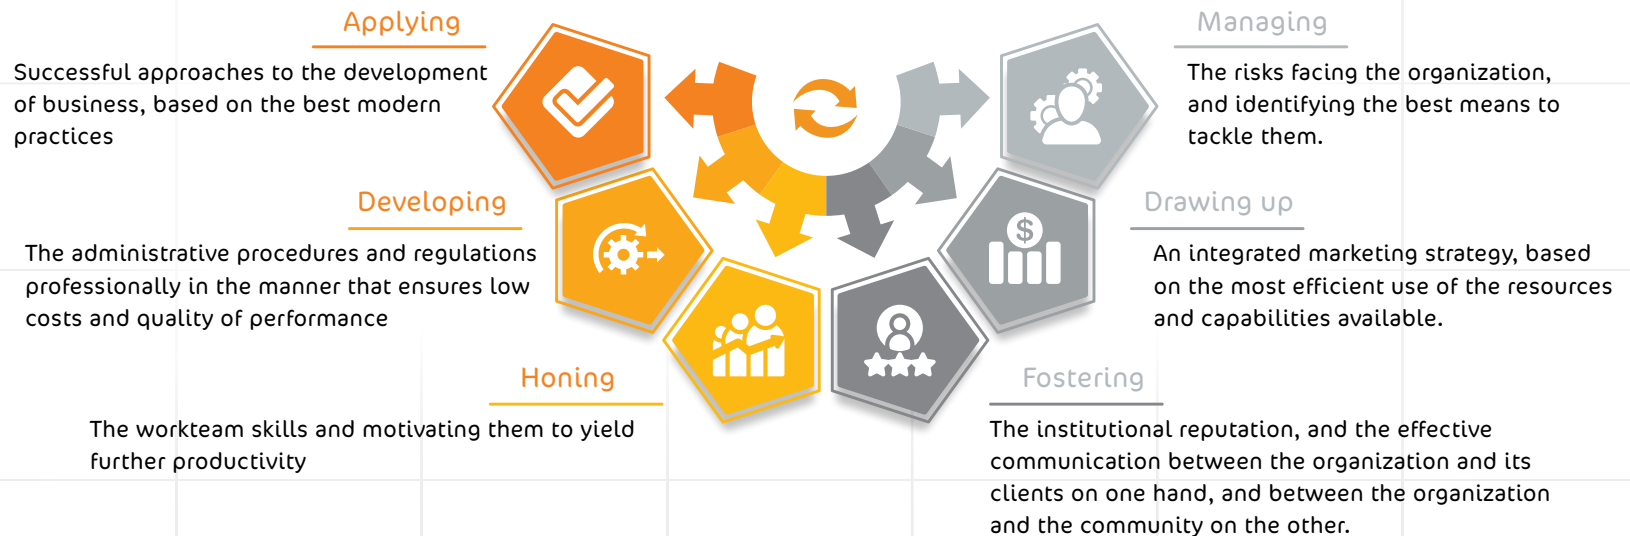 Applying
Successful approaches to the development
of business, based on the best modern
practices
Developing
The administrative procedures and regulations
professionally in the manner that ensures low
costs and quality of performance
Honing
The workteam skills and motivating them to yield
further productivity
Managing
The risks facing the organization,
and identifying the best means to
tackle them.
Drawing up
$
An integrated marketing strategy, based
on the most efficient use of the resources
and capabilities available.
Fostering
The institutional reputation, and the effective
communication between the organization and its
clients on one hand, and between the organization
and the community on the other.